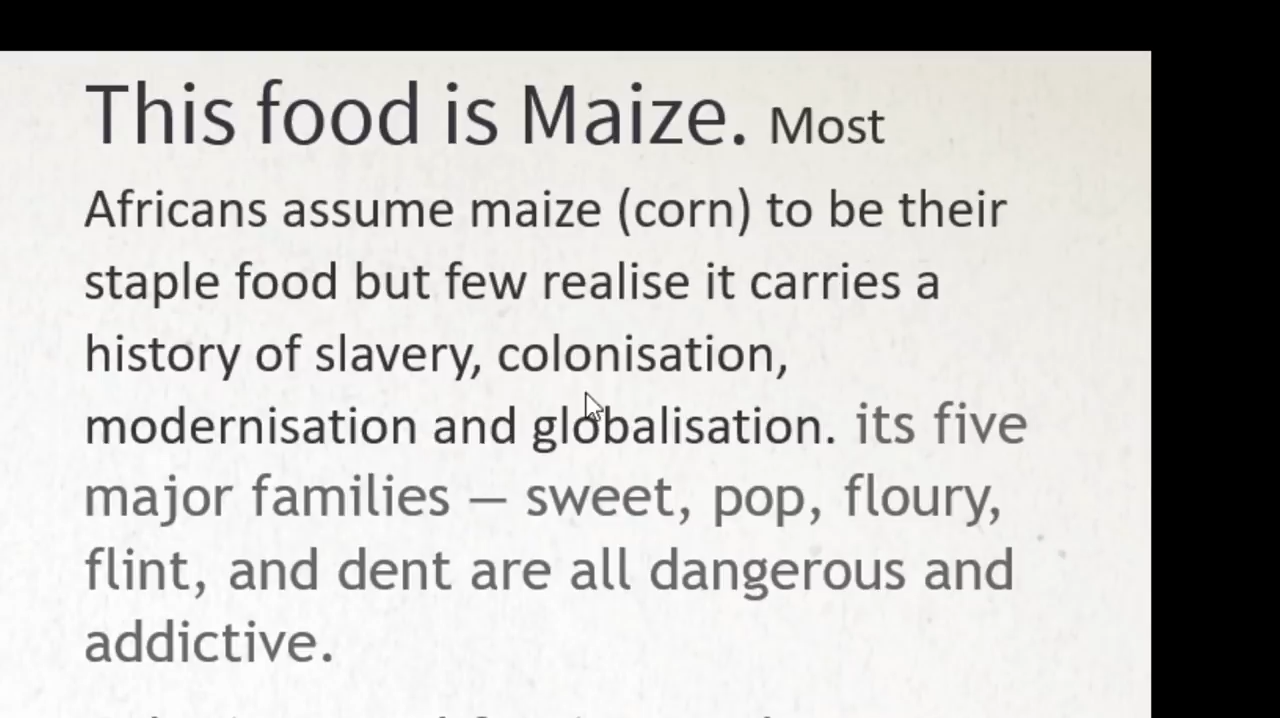 This food is Maize. Most
Africans assume maize (corn) to be their
staple food but few realise it carries a
history of slavery, colonisation,
modernisation and globalisation. its five
major families — sweet, pop, floury,
flint, and dent are all dangerous and
addictive.